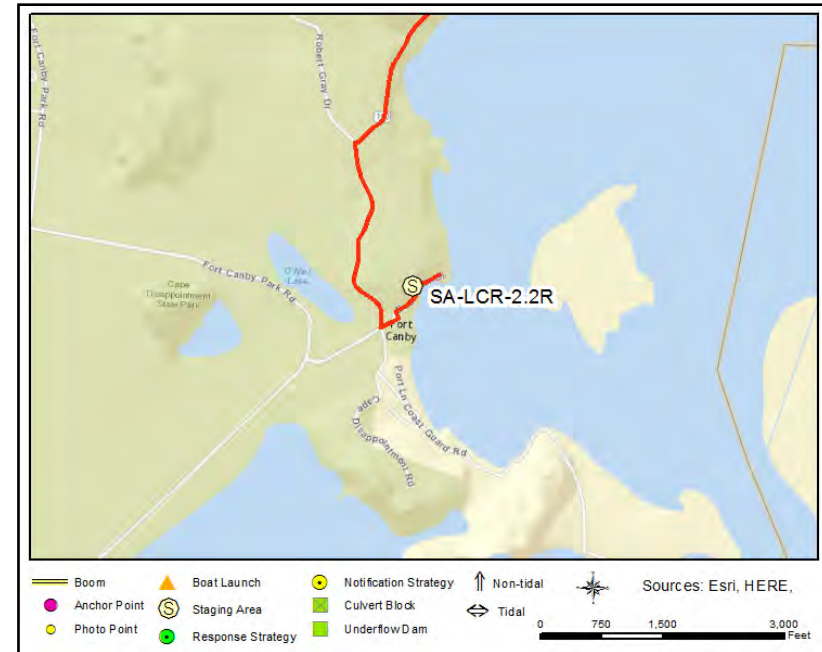 Fort Canby Park Rd
Robert Gray Dr
Fort Canby Park Rd
O'Neil
Lake
Cape
Disappointment
State Park
S
SA-LCR-2.2R
Fort
Canby
Port Ln Coast Guard Rd
Cape
Disappointment Rd
Boom
Boat Launch
Notification Strategy
Non-tidal
Sources: Esri, HERE,
Anchor Point
S
Staging Area
Culvert Block
Tidal
Photo Point
Response Strategy
Underflow Dam
0 750 1,500 3,000
Feet